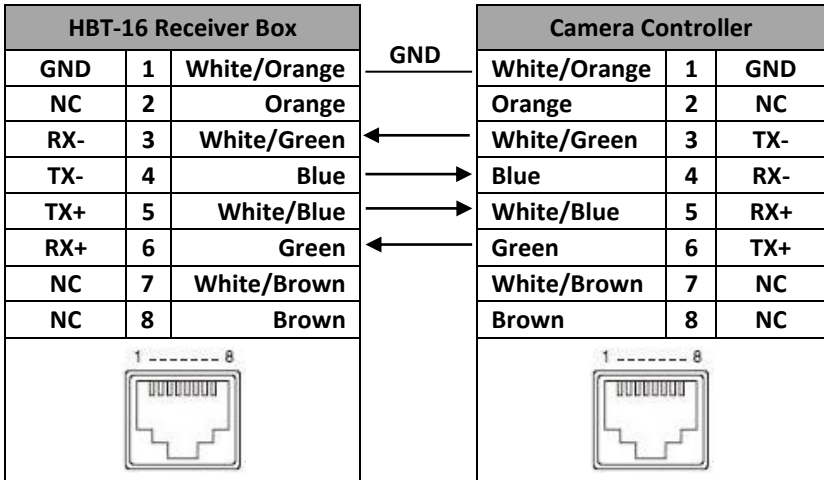 HBT-16 Receiver Box
GND 1 White/Orange
NC 2 Orange
RX- 3 White/Green
TX- 4 Blue
TX+ 5 White/Blue
RX+ 6 Green
NC 7 White/Brown
NC 8 Brown
1 ------- 8
GND
Camera Controller
White/Orange 1 GND
Orange 2 NC
White/Green 3 TX-
Blue 4 RX-
White/Blue 5 RX+
Green 6 TX+
White/Brown 7 NC
Brown 8 NC
1 ------- 8